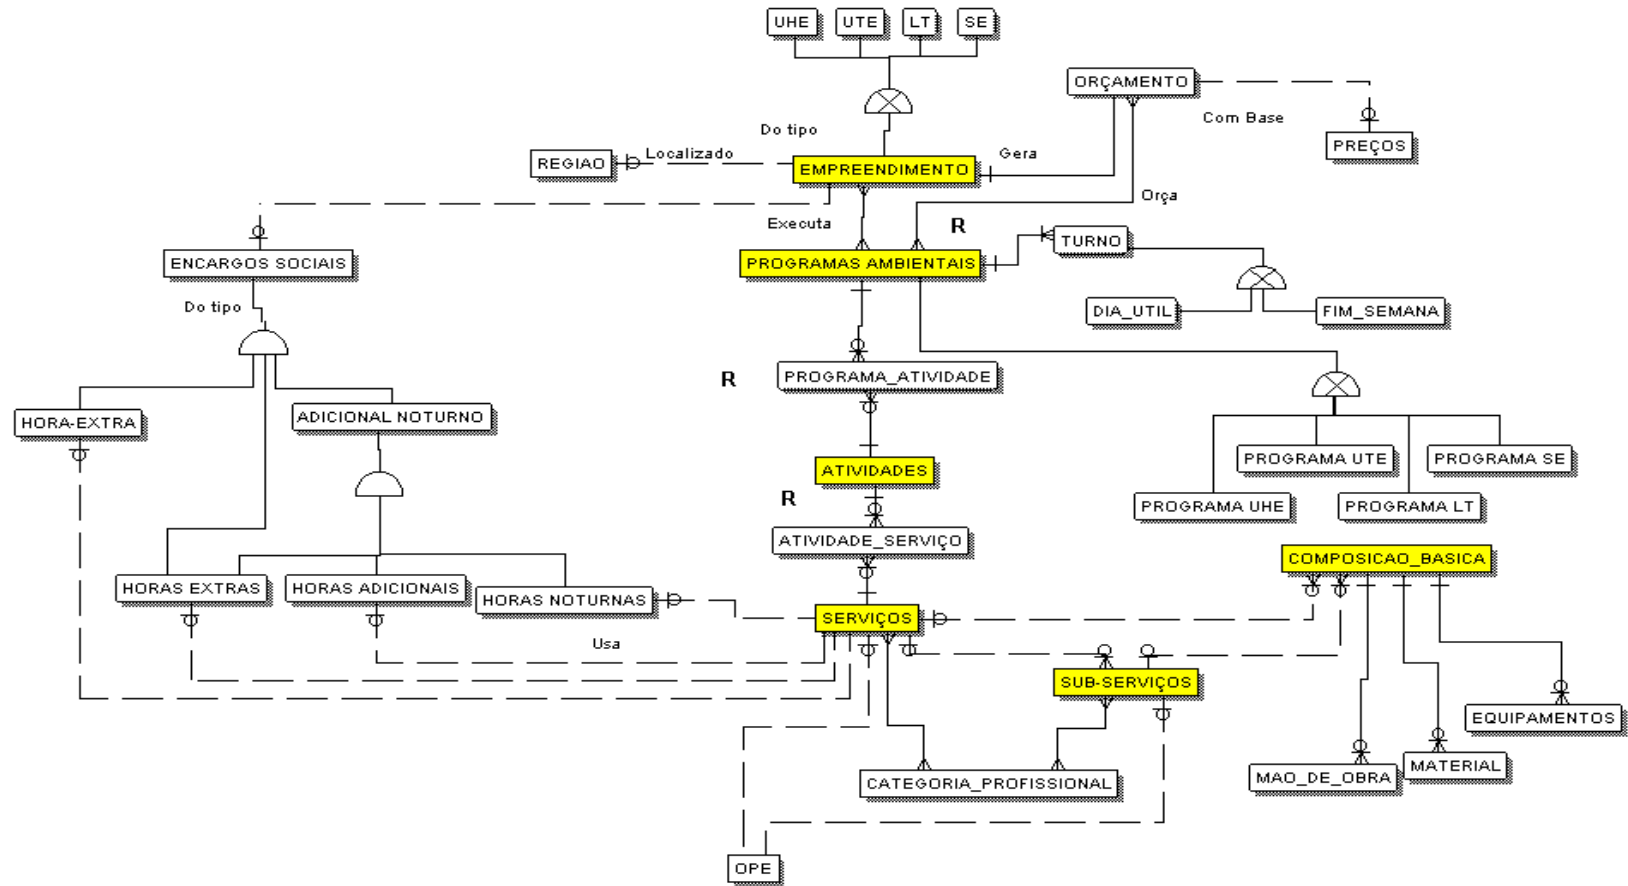 UHE
UTE
LT
SE
ORÇAMENTO
Com Base
Do tipo
PREÇOS
REGIAO
Localizado
Gera
EMPREENDIMENTO
Orça
Executa
R
TURNO
ENCARGOS SOCIAIS
PROGRAMAS AMBIENTAIS
Do tipo
DIA_UTIL
FIM_SEMANA
R
PROGRAMA_ATIVIDADE
HORA-EXTRA
ADICIONAL NOTURNO
PROGRAMA UTE
PROGRAMA SE
ATIVIDADES
R
PROGRAMA UHE
PROGRAMA LT
ATIVIDADE_SERVIÇO
COMPOSICAO_BASICA
HORAS EXTRAS
HORAS ADICIONAIS
HORAS NOTURNAS
SERVIÇOS
Usa
SUB-SERVIÇOS
EQUIPAMENTOS
MATERIAL
MAO_DE_OBRA
CATEGORIA_PROFISSIONAL
OPE